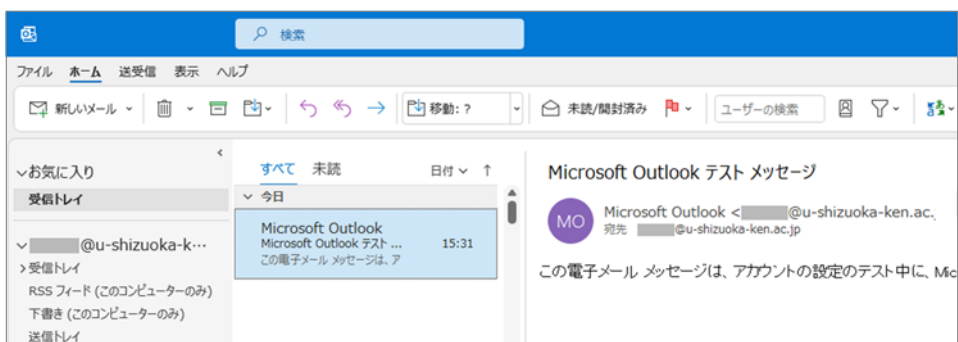 検索
ファイル ホーム 送受信 表示 ヘルプ
新しいメール 移動: ? 未読/開封済み ユーザーの検索
お気に入り
受信トレイ
@u-shizuoka-k…
受信トレイ
RSS フィード (このコンピューターのみ)
下書き (このコンピューターのみ)
送信トレイ
すべて 未読 日付
今日
Microsoft Outlook
Microsoft Outlook テスト ... 15:31
この電子メール メッセージは、ア
Microsoft Outlook テスト メッセージ
MO
Microsoft Outlook < @u-shizuoka-ken.ac.
宛先 @u-shizuoka-ken.ac.jp
この電子メール メッセージは、アカウントの設定のテスト中に、Mic